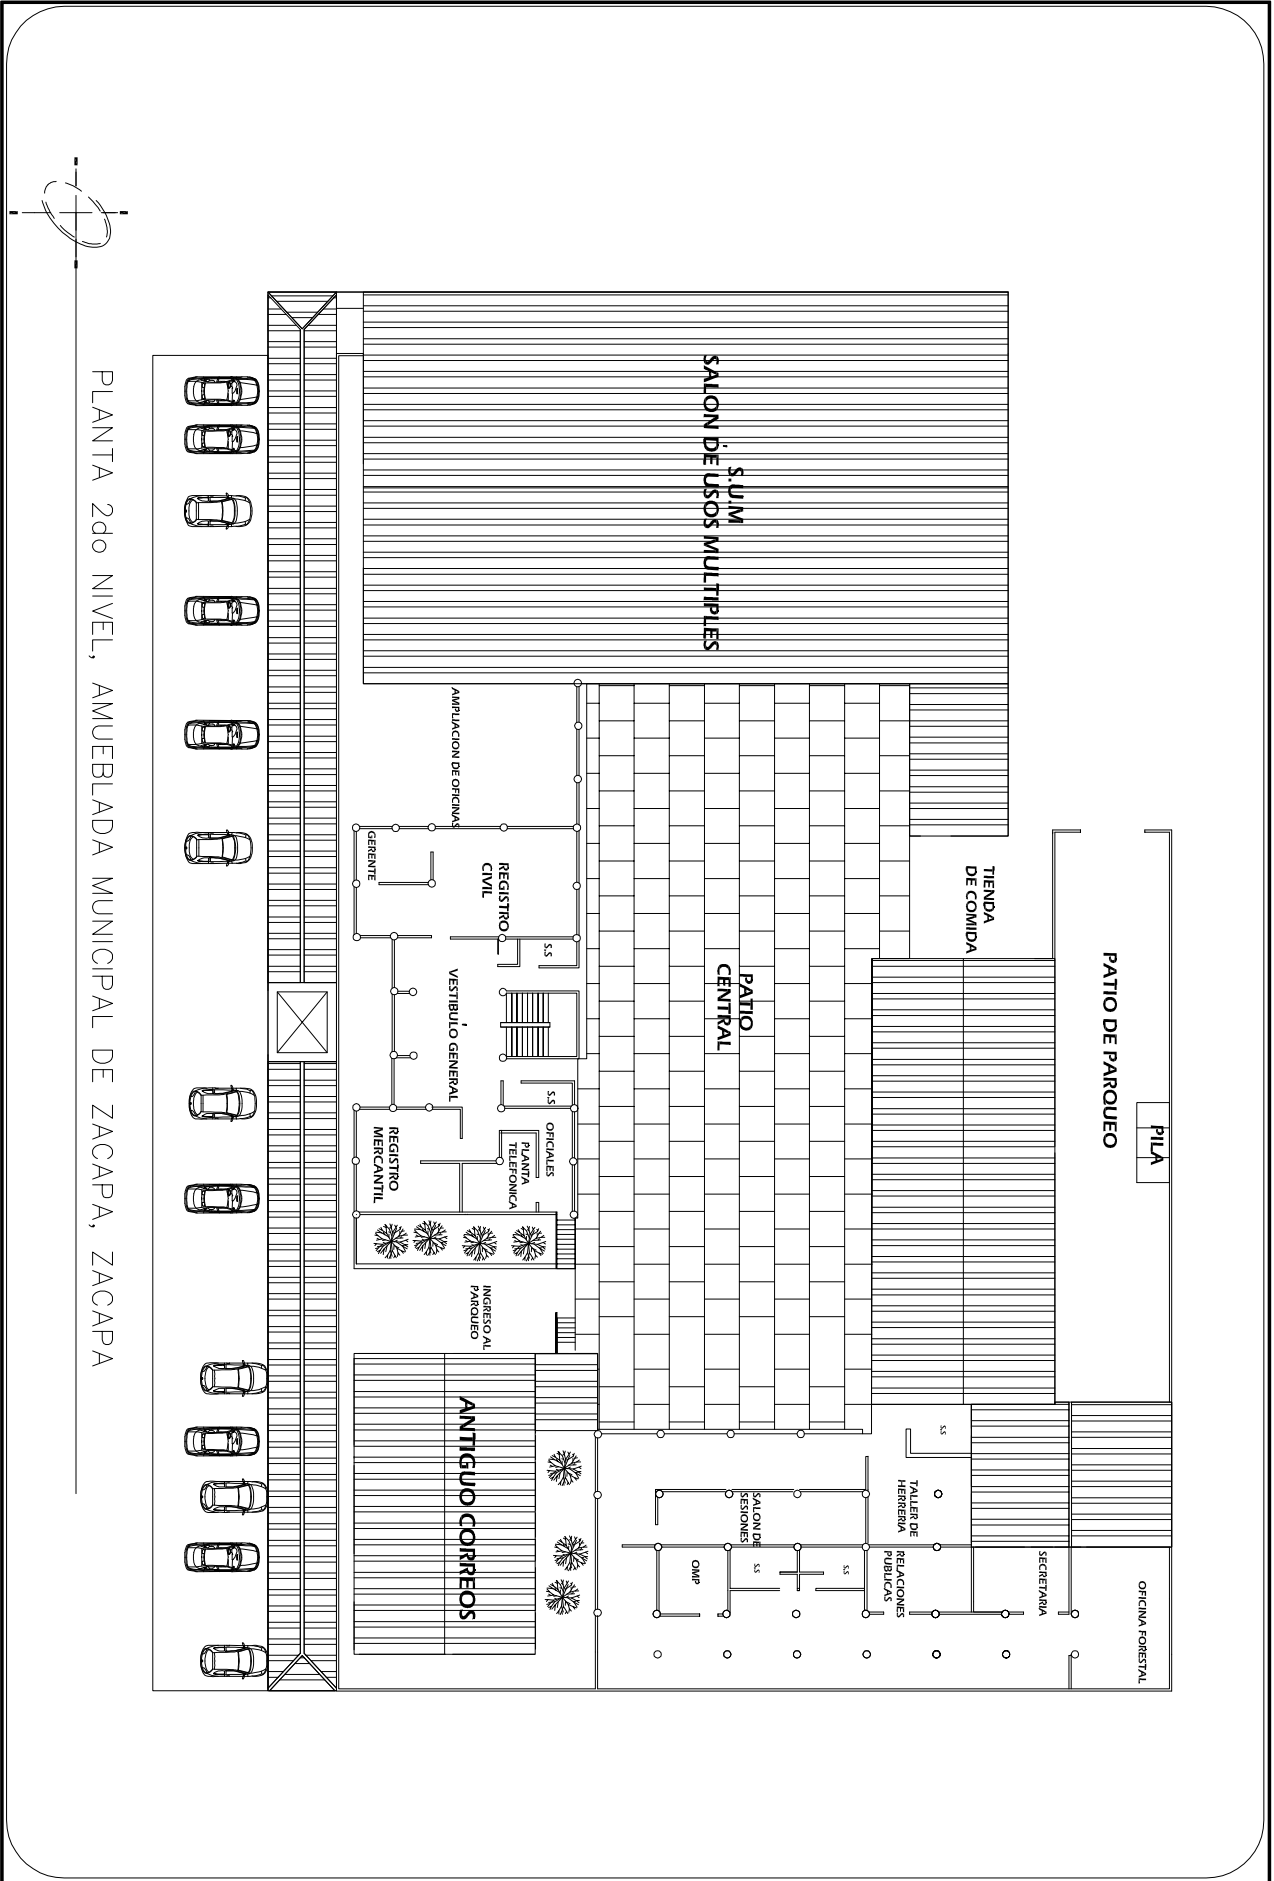 PATIO DE PARQUEO
PILA
OFICINA FORESTAL
SECRETARIA
TIENDA
DE COMIDA
S.S
TALLER DE
HERRERIA
RELACIONES
PUBLICAS
S.S
SALON DE
SESIONES
S.S
OMP
PATIO
CENTRAL
S.U.M
SALON DE USOS MULTIPLES
S.S
S.S
OFICIALES
PLANTA
TELEFONICA
REGISTRO
CIVIL
INGRESO AL
PARQUEO
ANTIGUO CORREOS
AMPLIACION DE OFICINAS
VESTIBULO GENERAL
REGISTRO
MERCANTIL
GERENTE
PLANTA 2do NIVEL, AMUEBLADA MUNICIPAL DE ZACAPA, ZACAPA